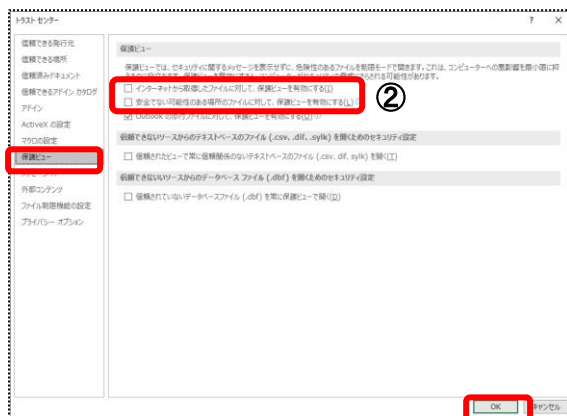 トラスト センター
? ×
信頼できる発行元
信頼できる場所
信頼済みドキュメント
信頼できるアドイン カタログ
アドイン
ActiveX の設定
マクロの設定
保護ビュー
外部コンテンツ
ファイル制限機能の設定
プライバシー オプション
保護ビュー
保護ビューでは、セキュリティに関するメッセージを表示せずに、危険性のあるファイルを制限モードで開きます。これは、コンピューターへの悪影響を最小限に抑
インターネットから取得したファイルに対して、保護ビューを有効にする(I)
安全でない可能性のある場所のファイルに対して、保護ビューを有効にする(L)
②
Outlook の添付ファイルに対して、保護ビューを有効にする(O)
信頼できないソースからのテキストベースのファイル (.csv、.dif、.sylk) を開くためのセキュリティ設定
信頼されたビューで常に信頼関係のないテキストベースのファイル (.csv, dif, sylk) を開く(T)
信頼できないソースからのデータベース ファイル (.dbf) を開くためのセキュリティ設定
信頼されていないデータベースファイル (.dbf) を常に保護ビューで開く(D)
OK
キャンセル